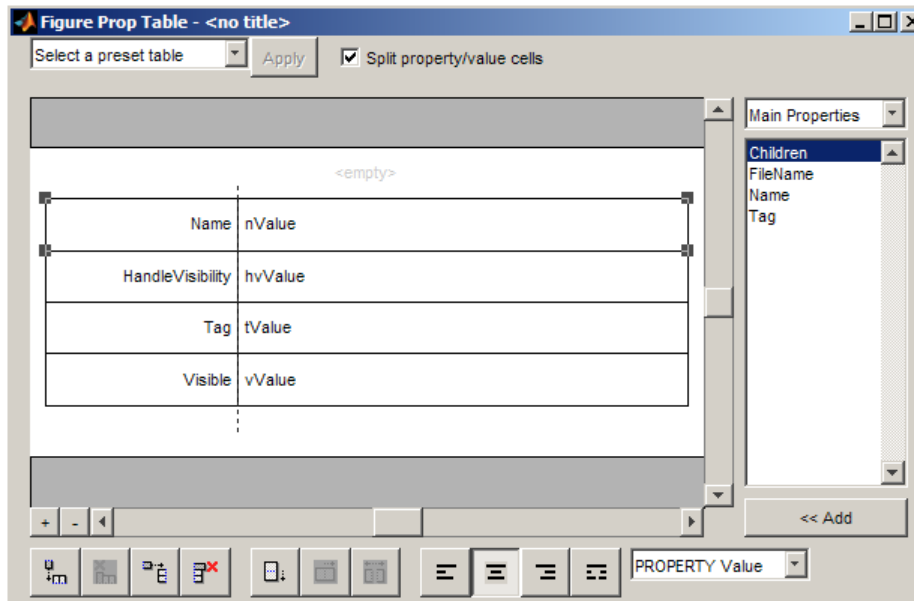 Figure Prop Table - <no title>
Select a preset table Apply Split property/value cells
Main Properties
<empty>
Children
FileName
Name
Tag
Name nValue
HandleVisibility hvValue
Tag tValue
Visible vValue
+ -
<< Add
PROPERTY Value